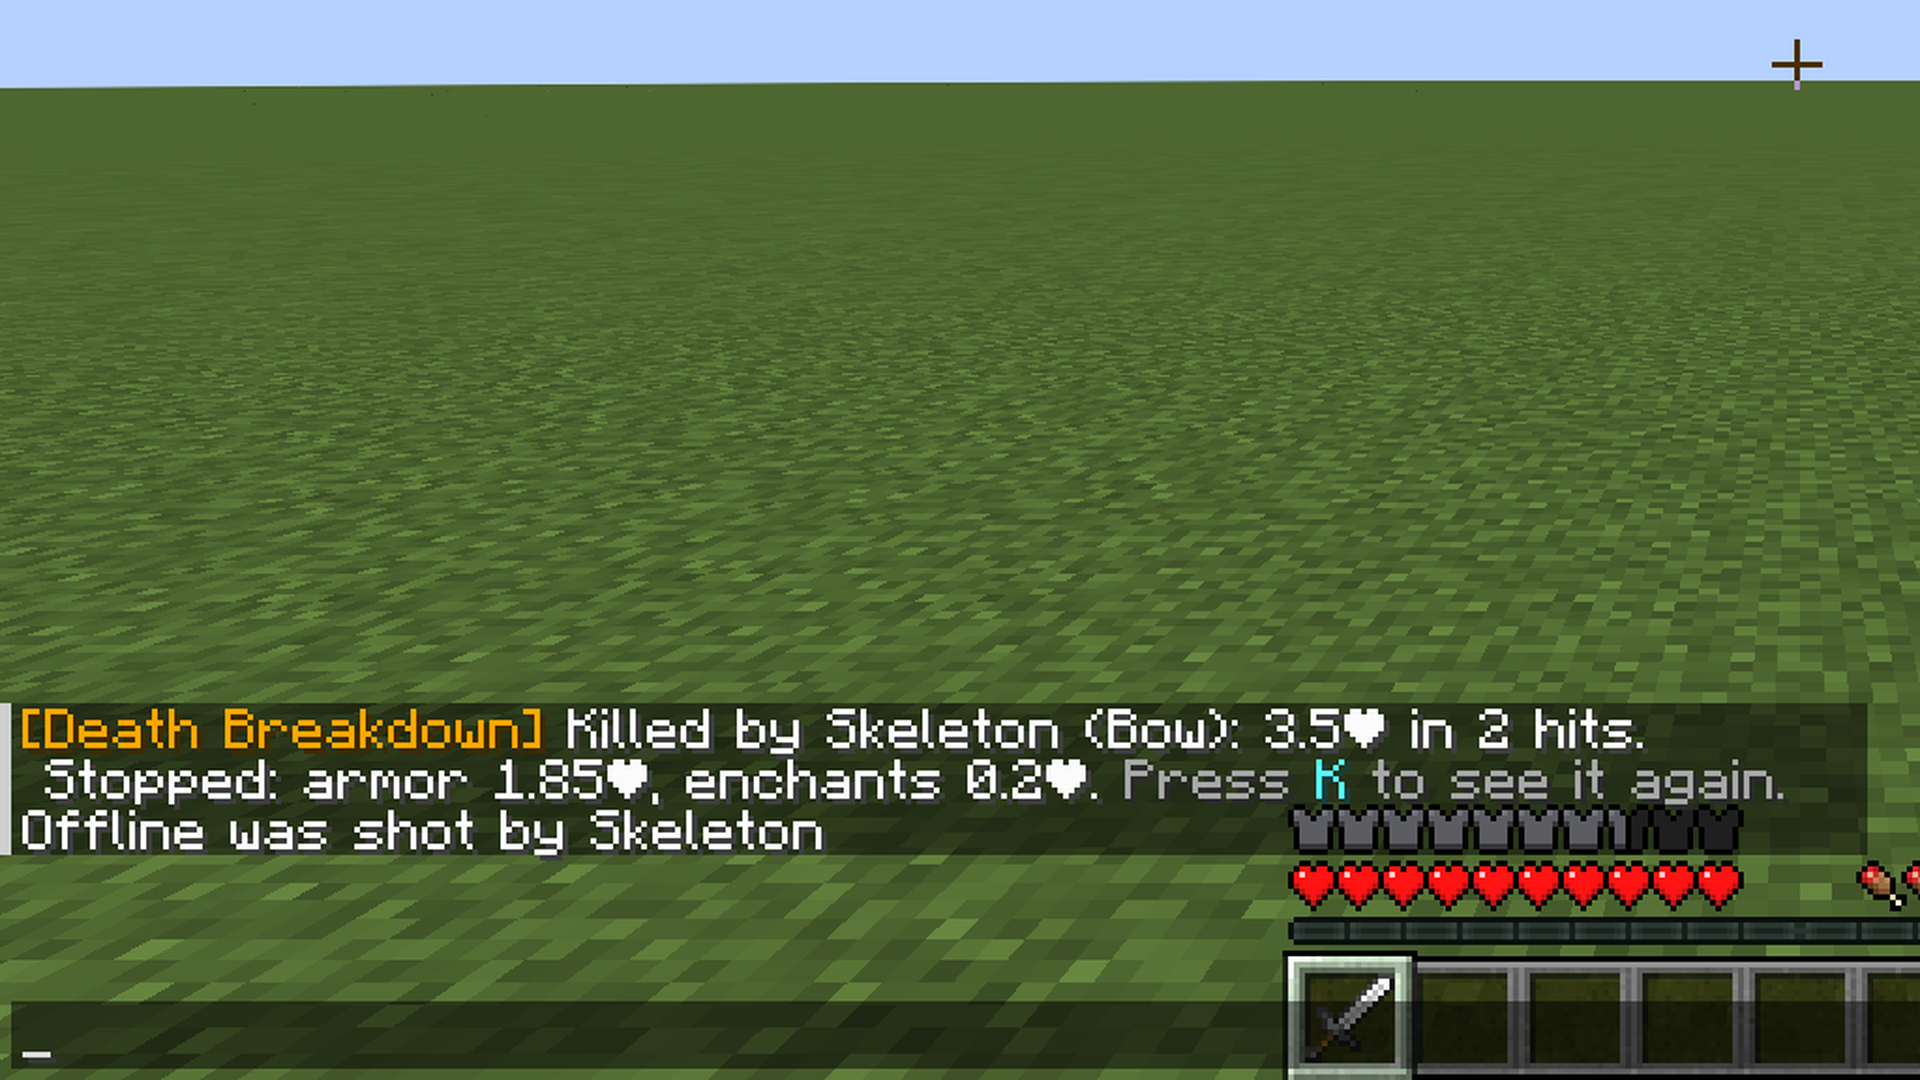 [Death Breakdown] Killed by Skeleton (Bow): 3.5♥ in 2 hits.
Stopped: armor 1.85♥, enchants 0.2♥. Press K to see it again.
Offline was shot by Skeleton
_